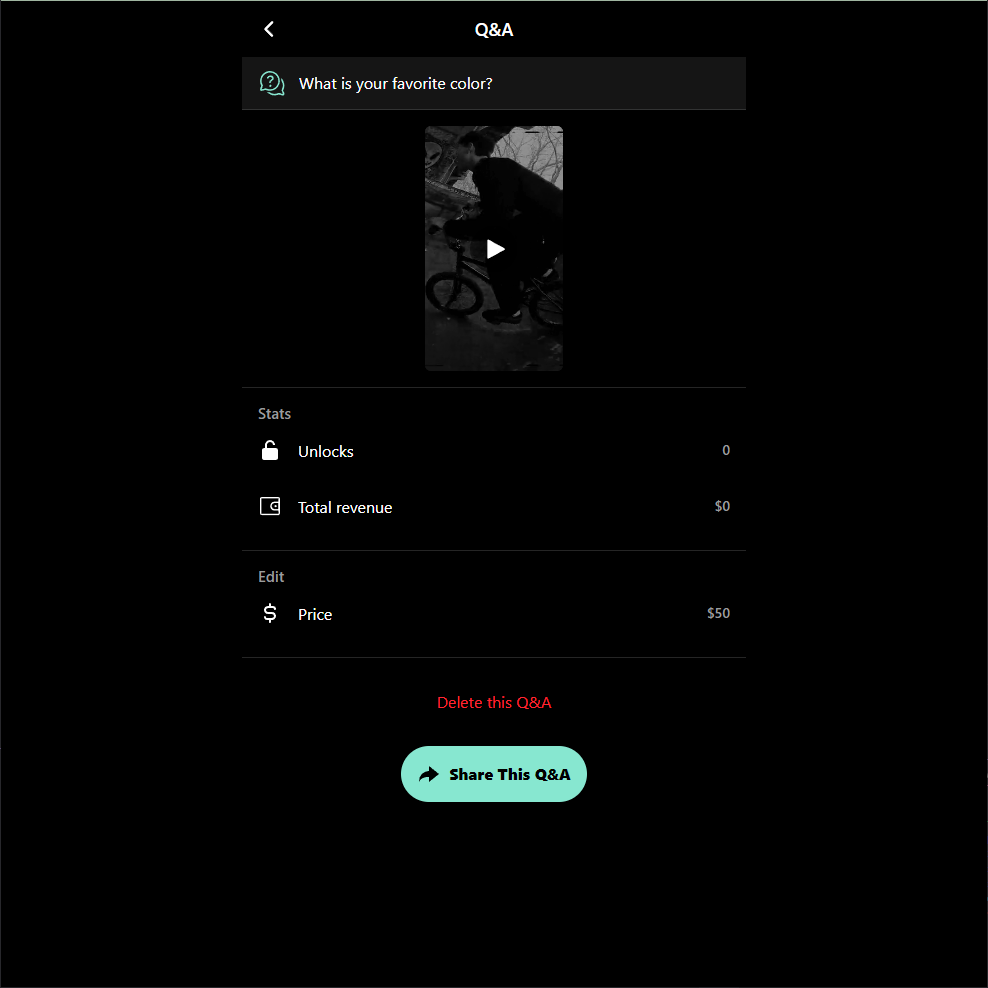 Q&A
What is your favorite color?
Stats
Unlocks 0
Total revenue $0
Edit
Price $50
Delete this Q&A
Share This Q&A